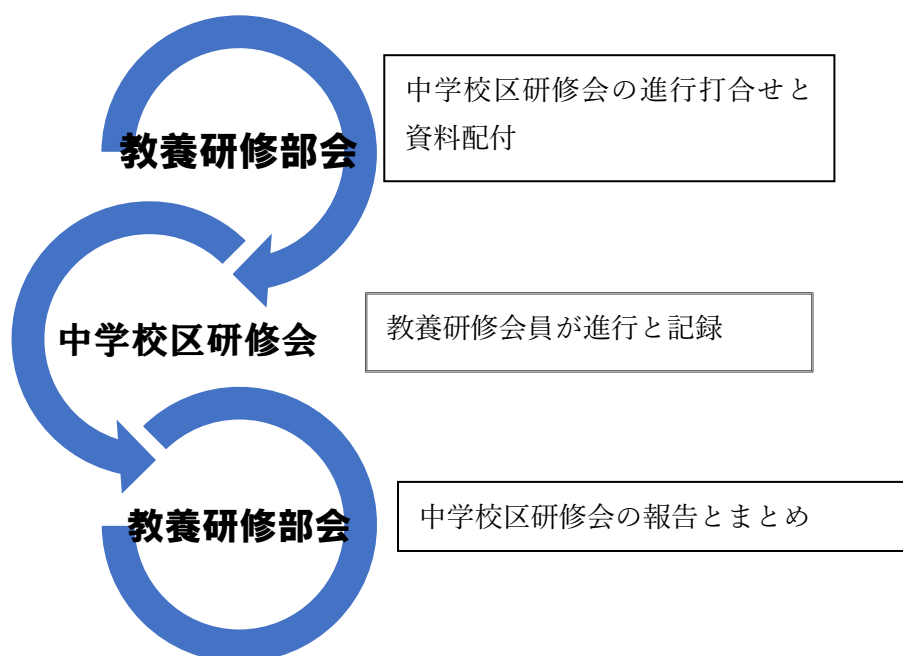 教養研修部会
中学校区研修会の進行打合せと
資料配付
中学校区研修会
教養研修会員が進行と記録
教養研修部会
中学校区研修会の報告とまとめ